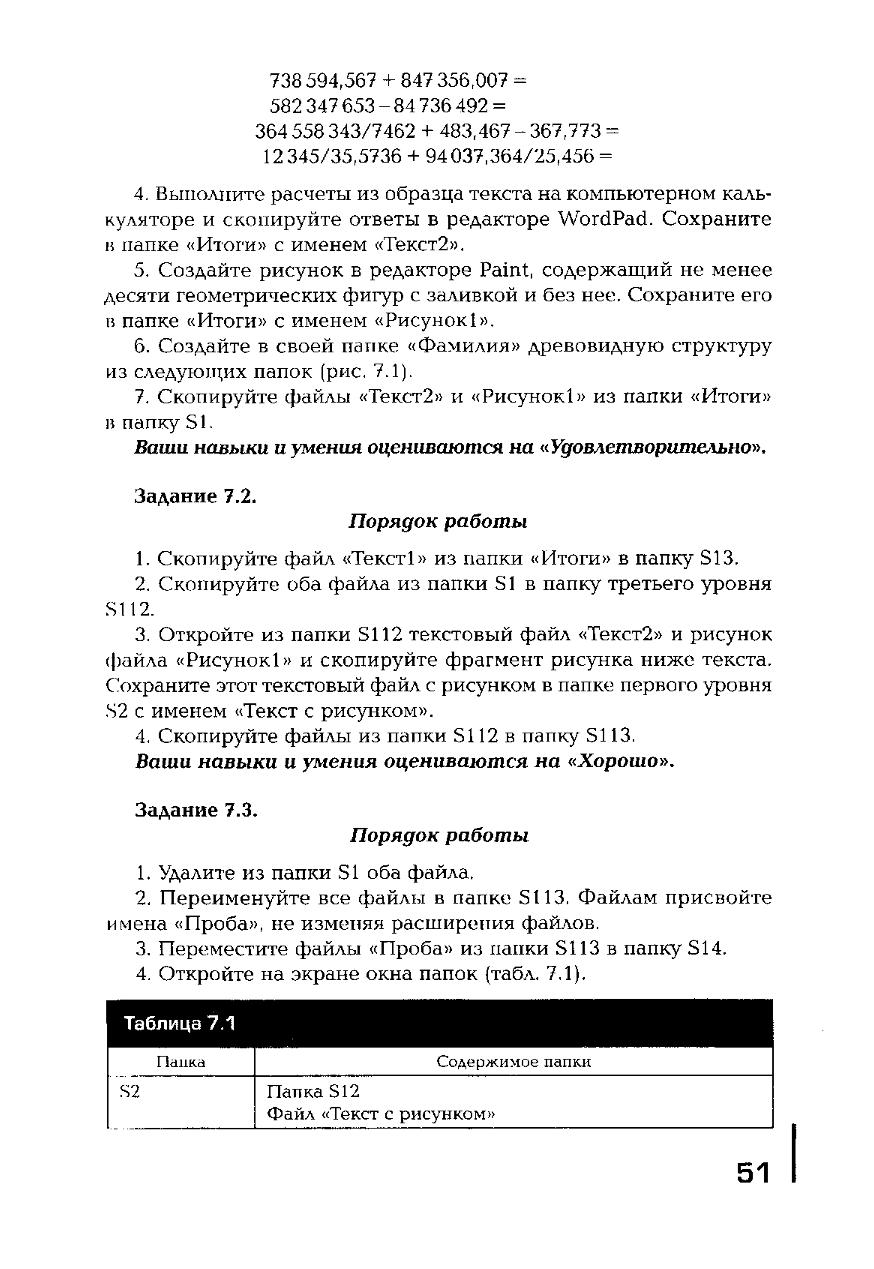 738 594,567 + 847 356,007 =
582 347 653 – 84 736 492 =
364 558 343/7462 + 483,467 – 367,773 =
12 345/35,5736 + 94 037,364/25,456 =
4. Выполните расчеты из образца текста на компьютерном каль-
куляторе и скопируйте ответы в редакторе WordPad. Сохраните
в папке «Итоги» с именем «Текст2».
5. Создайте рисунок в редакторе Paint, содержащий не менее
десяти геометрических фигур с заливкой и без нее. Сохраните его
в папке «Итоги» с именем «Рисунок1».
6. Создайте в своей папке «Фамилия» древовидную структуру
из следующих папок (рис. 7.1).
7. Скопируйте файлы «Текст2» и «Рисунок1» из папки «Итоги»
в папку S1.
Ваши навыки и умения оцениваются на «Удовлетворительно».
Задание 7.2.
Порядок работы
1. Скопируйте файл «Текст1» из папки «Итоги» в папку S13.
2. Скопируйте оба файла из папки S1 в папку третьего уровня
S112.
3. Откройте из папки S112 текстовый файл «Текст2» и рисунок
файла «Рисунок1» и скопируйте фрагмент рисунка ниже текста.
Сохраните этот текстовый файл с рисунком в папке первого уровня
S2 с именем «Текст с рисунком».
4. Скопируйте файлы из папки S112 в папку S113.
Ваши навыки и умения оцениваются на «Хорошо».
Задание 7.3.
Порядок работы
1. Удалите из папки S1 оба файла.
2. Переименуйте все файлы в папке S113. Файлам присвойте
имена «Проба», не изменяя расширения файлов.
3. Переместите файлы «Проба» из папки S113 в папку S14.
4. Откройте на экране окна папок (табл. 7.1).
Таблица 7.1
Папка Содержимое папки
S2 Папка S12
Файл «Текст с рисунком»
51